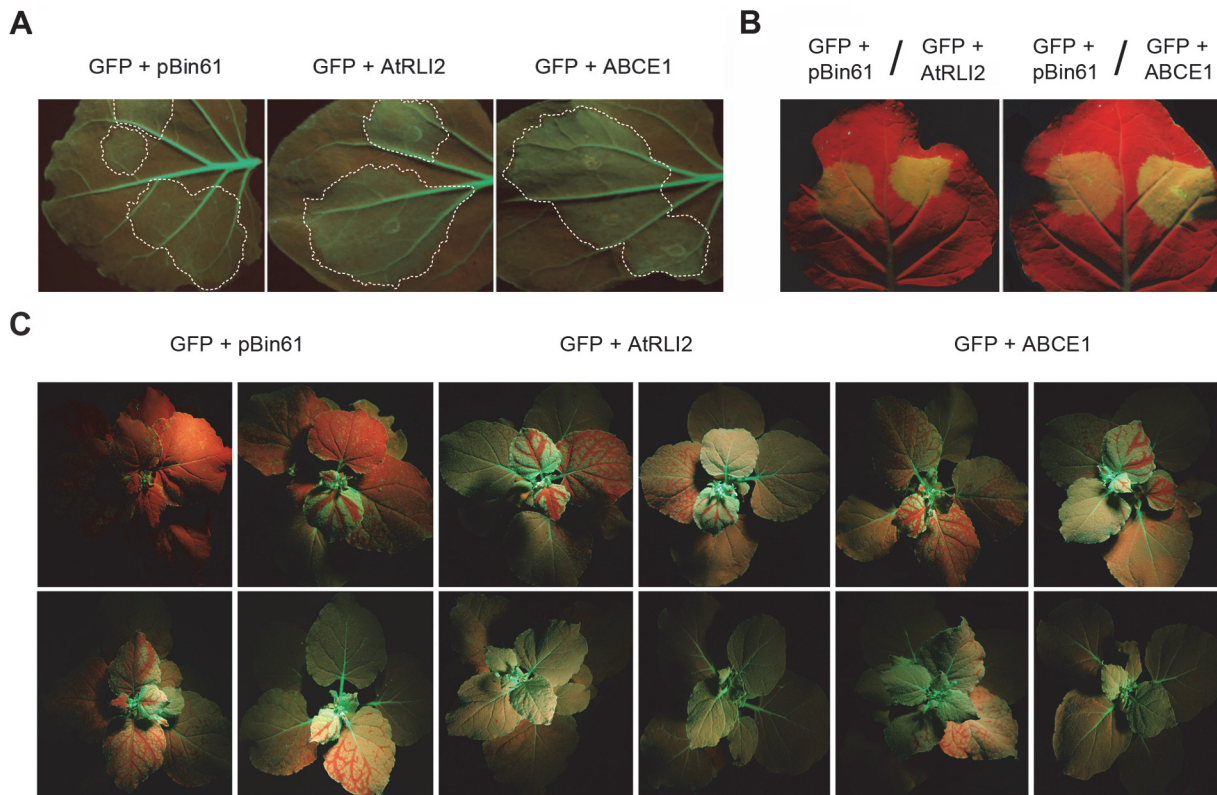 A
GFP + pBin61
GFP + AtRLI2
GFP + ABCE1
B
GFP + pBin61 / GFP + AtRLI2
GFP + pBin61 / GFP + ABCE1
C
GFP + pBin61
GFP + AtRLI2
GFP + ABCE1